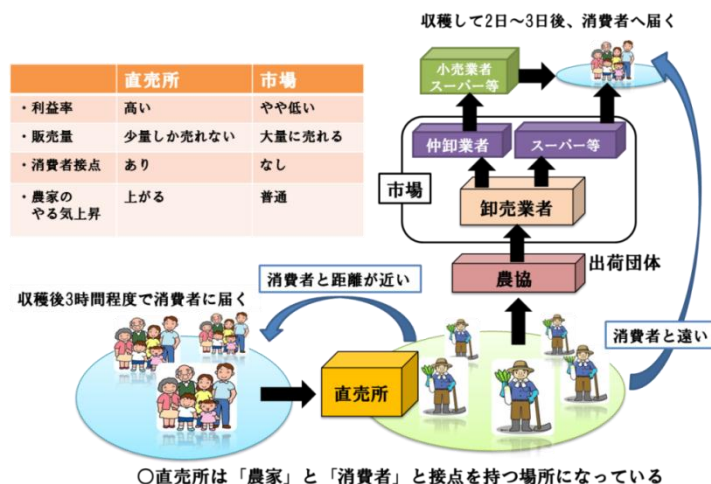 収穫して2日～3日後、消費者へ届く
直売所 市場
・利益率 高い やや低い
・販売量 少量しか売れない 大量に売れる
・消費者接点 あり なし
・農家の
やる気上昇 上がる 普通
小売業者
スーパー等
仲卸業者
スーパー等
市場
卸売業者
出荷団体
農協
消費者と距離が近い
収穫後3時間程度で消費者に届く
消費者と遠い
直売所
○直売所は「農家」と「消費者」と接点を持つ場所になっている